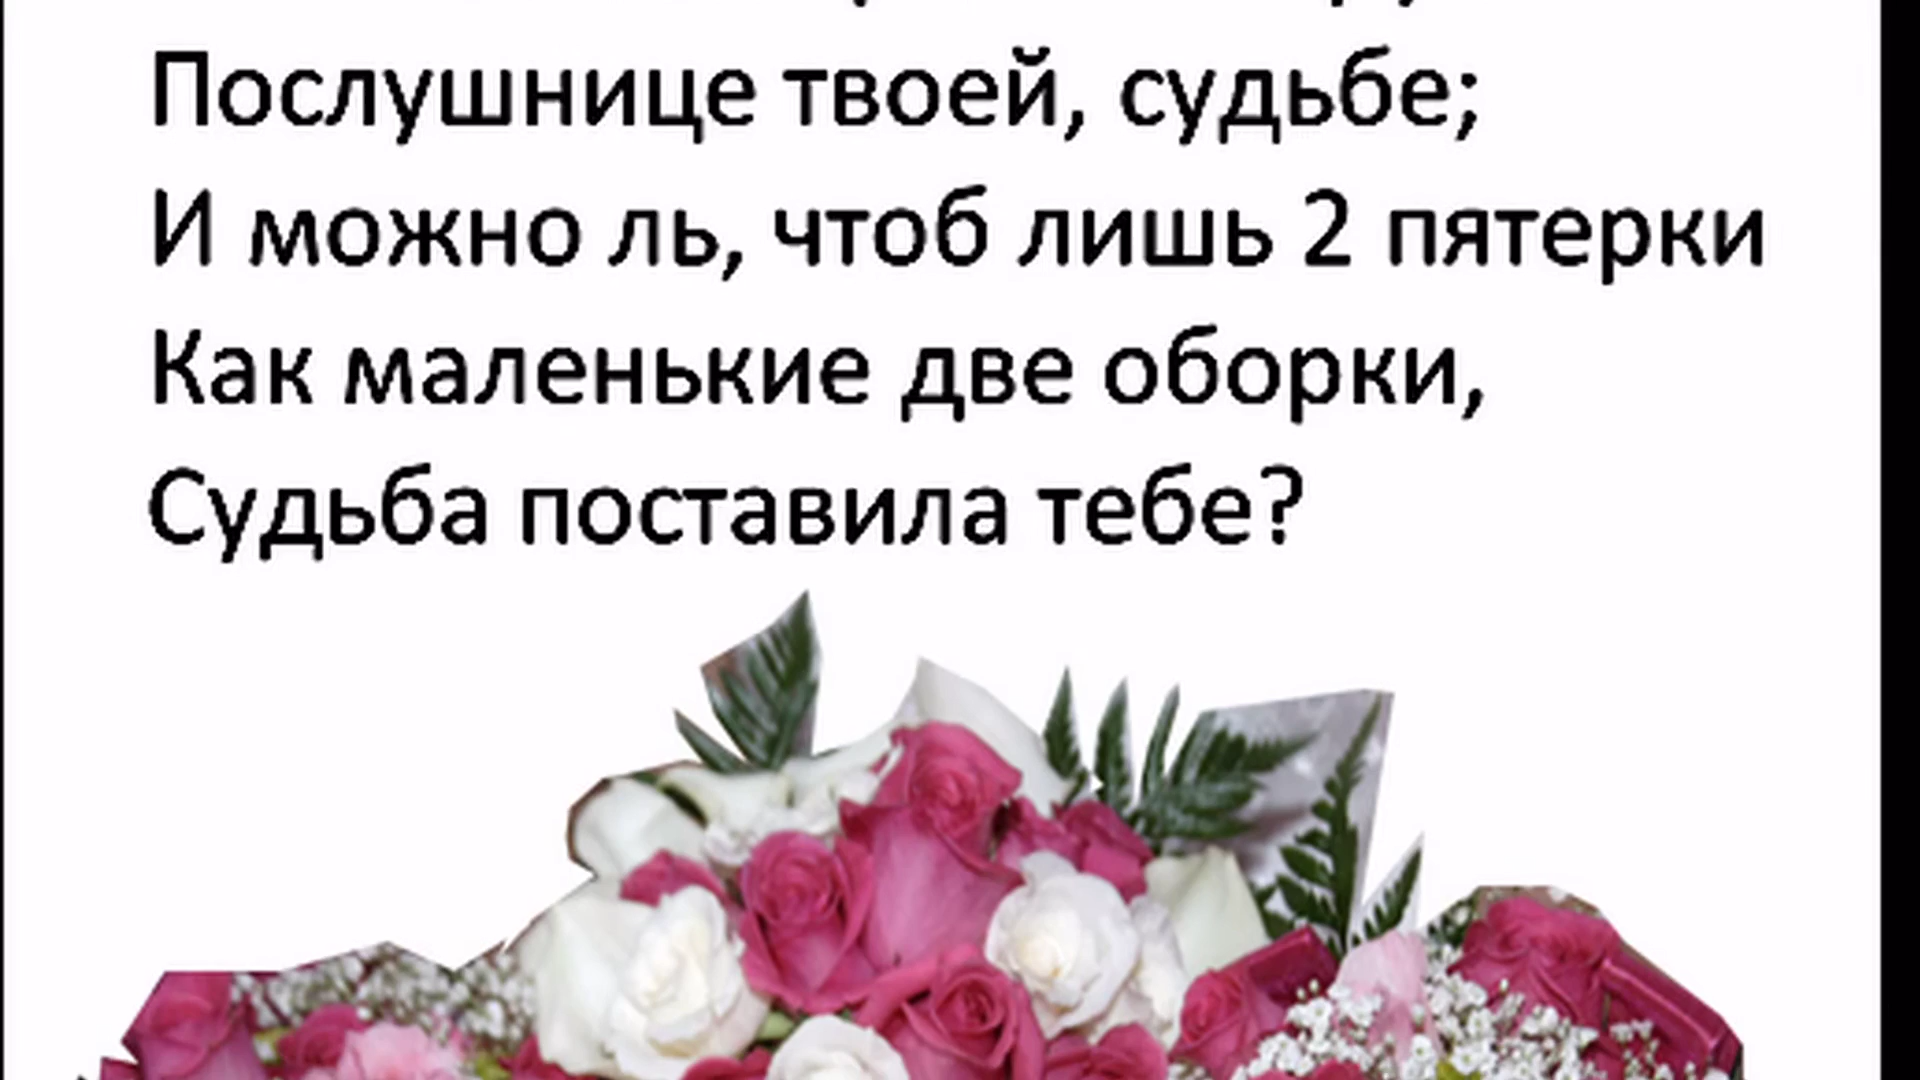 Послушнице твоей, судьбе;
И можно ль, чтоб лишь 2 пятерки
Как маленькие две оборки,
Судьба поставила тебе?